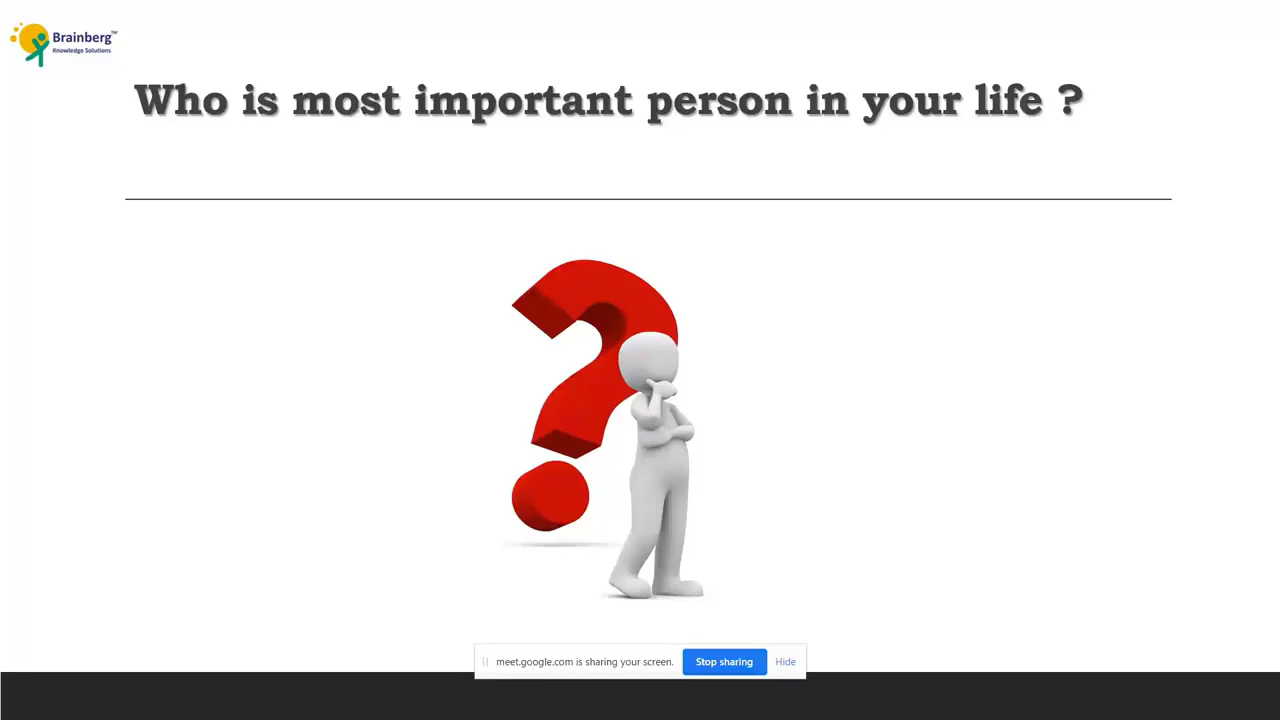 Brainberg™
Knowledge Solutions
Who is most important person in your life ?
meet.google.com is sharing your screen.
Stop sharing
Hide